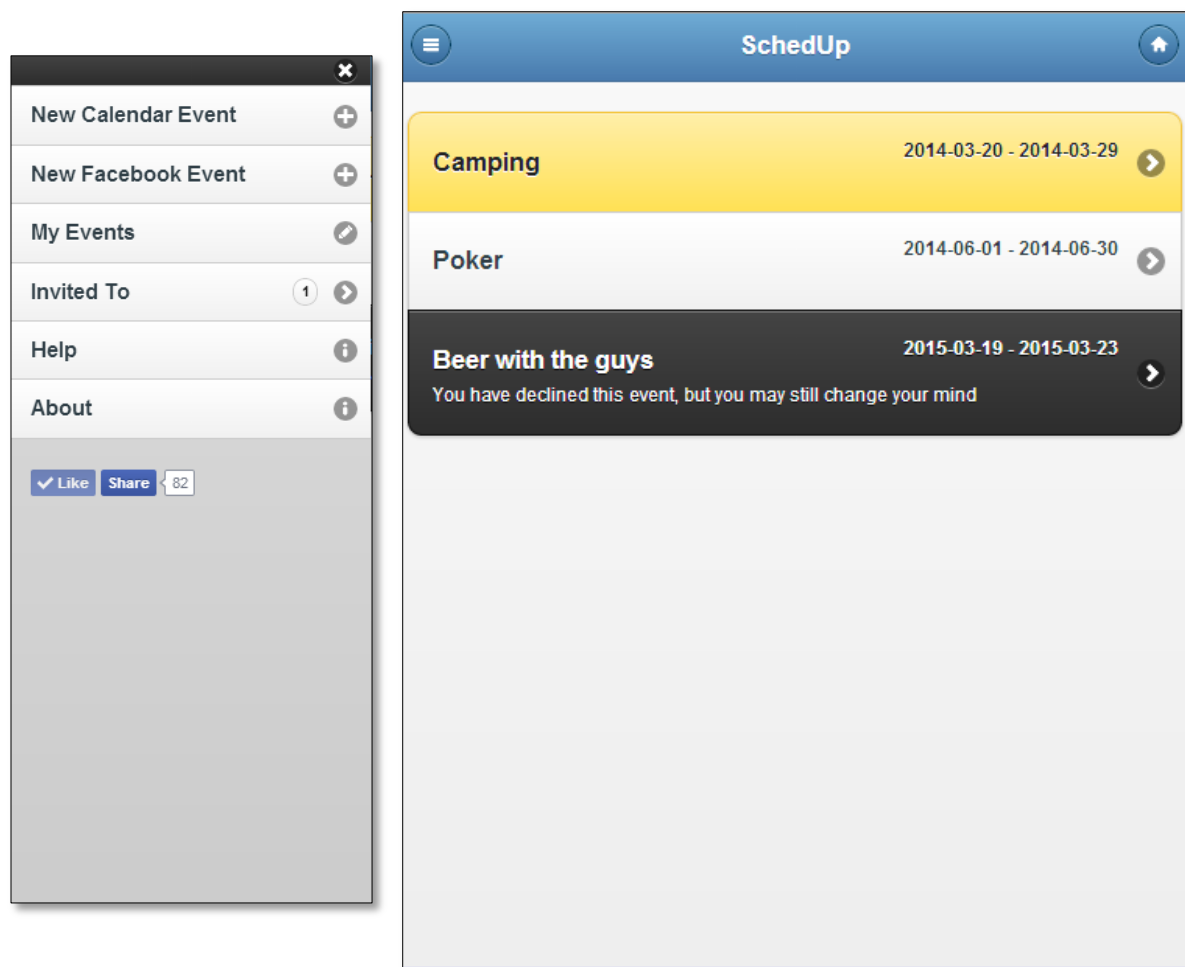 New Calendar Event
New Facebook Event
My Events
Invited To 1
Help
About
Like Share 82
SchedUp
Camping 2014-03-20 - 2014-03-29
Poker 2014-06-01 - 2014-06-30
Beer with the guys 2015-03-19 - 2015-03-23
You have declined this event, but you may still change your mind